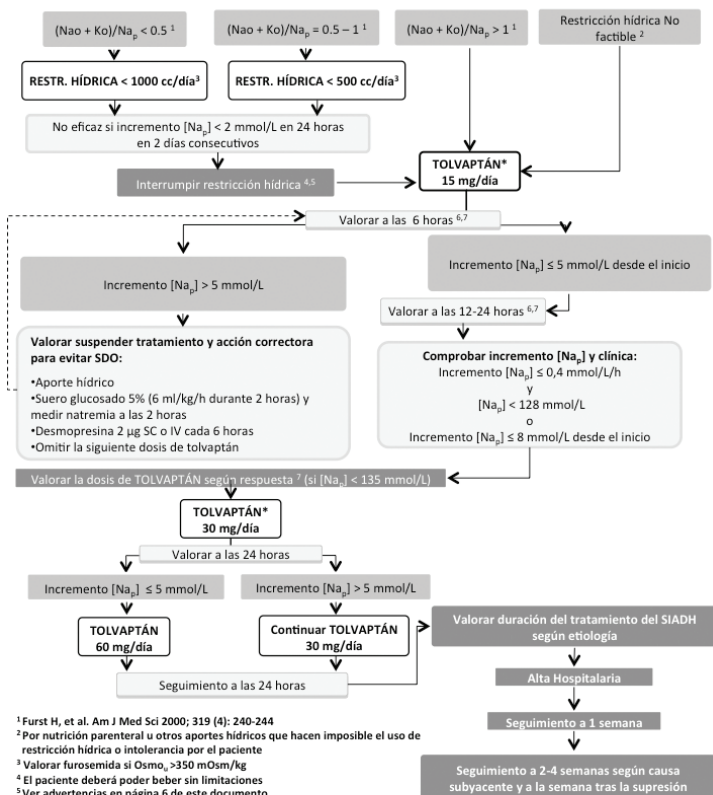 (Nao + Ko)/Nap < 0.5 1
(Nao + Ko)/Nap = 0.5 – 1 1
(Nao + Ko)/Nap > 1 1
Restricción hídrica No
factible 2
RESTR. HÍDRICA < 1000 cc/día3
RESTR. HÍDRICA < 500 cc/día3
No eficaz si incremento [Nap] < 2 mmol/L en 24 horas
en 2 días consecutivos
TOLVAPTÁN*
15 mg/día
Interrumpir restricción hídrica 4,5
Valorar a las 6 horas 6,7
Incremento [Nap] > 5 mmol/L
Incremento [Nap] ≤ 5 mmol/L desde el inicio
Valorar a las 12-24 horas 6,7
Valorar suspender tratamiento y acción correctora
para evitar SDO:
•Aporte hídrico
•Suero glucosado 5% (6 ml/kg/h durante 2 horas) y
medir natremia a las 2 horas
•Desmopresina 2 µg SC o IV cada 6 horas
•Omitir la siguiente dosis de tolvaptán
Comprobar incremento [Nap] y clínica:
Incremento [Nap] ≤ 0,4 mmol/L/h
y
[Nap] < 128 mmol/L
o
Incremento [Nap] ≤ 8 mmol/L desde el inicio
Valorar la dosis de TOLVAPTÁN según respuesta 7 (si [Nap] < 135 mmol/L)
TOLVAPTÁN*
30 mg/día
Valorar a las 24 horas
Incremento [Nap] ≤ 5 mmol/L
Incremento [Nap] > 5 mmol/L
TOLVAPTÁN
60 mg/día
Continuar TOLVAPTÁN
30 mg/día
Seguimiento a las 24 horas
Valorar duración del tratamiento del SIADH
según etiología
Alta Hospitalaria
Seguimiento a 1 semana
Seguimiento a 2-4 semanas según causa
subyacente y a la semana tras la supresión
1 Furst H, et al. Am J Med Sci 2000; 319 (4): 240-244
2 Por nutrición parenteral u otros aportes hídricos que hacen imposible el uso de
restricción hídrica o intolerancia por el paciente
3 Valorar furosemida si Osmou >350 mOsm/kg
4 El paciente deberá poder beber sin limitaciones
5 Ver advertencias en página 6 de este documento